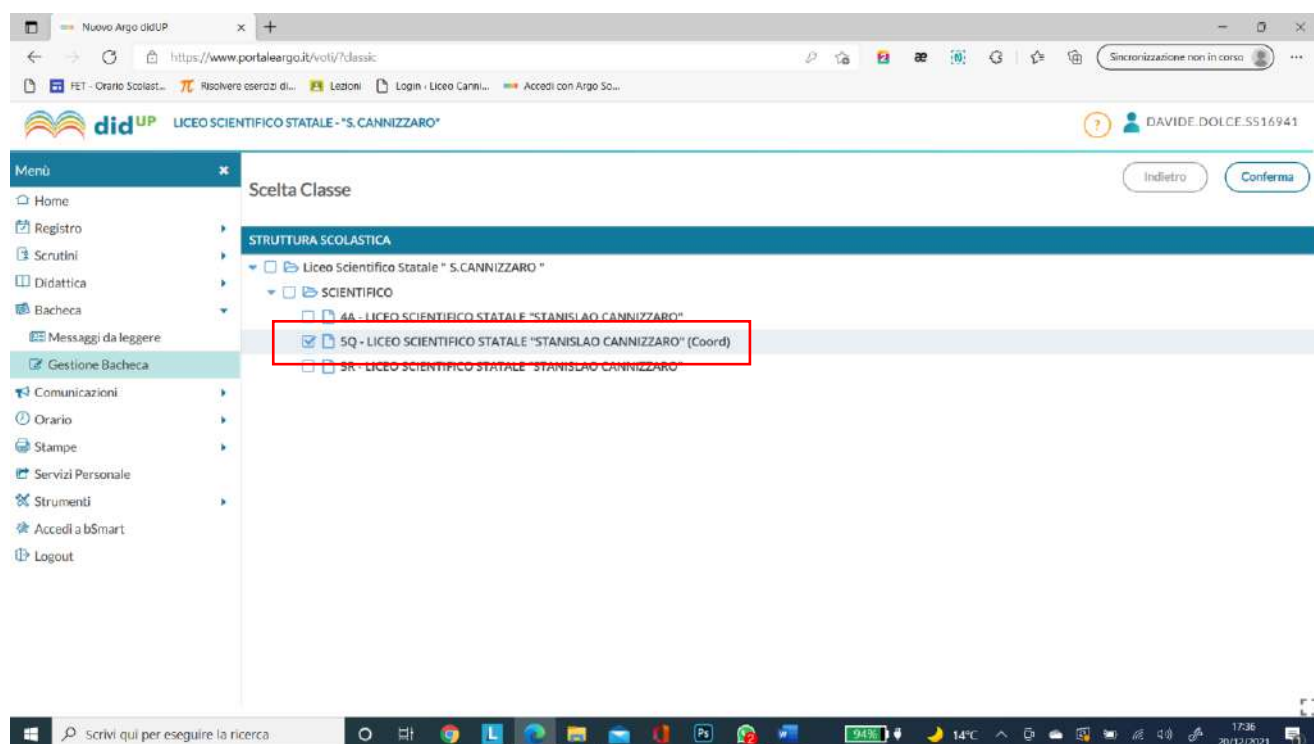 Nuovo Argo didUP
https://www.portaleargo.it/voti/?classic
Sincronizzazione non in corso
FET - Orario Scolast...
Risolvere esercizi di...
Lezioni
Login - Liceo Canni...
Accedi con Argo So...
didUP LICEO SCIENTIFICO STATALE - "S. CANNIZZARO"
DAVIDE.DOLCE.SS16941
Menù
Home
Registro
Scrutini
Didattica
Bacheca
Messaggi da leggere
Gestione Bacheca
Comunicazioni
Orario
Stampe
Servizi Personale
Strumenti
Accedi a bSmart
Logout
Scelta Classe
Indietro
Conferma
STRUTTURA SCOLASTICA
Liceo Scientifico Statale " S.CANNIZZARO "
SCIENTIFICO
4A - LICEO SCIENTIFICO STATALE "STANISLAO CANNIZZARO"
5Q - LICEO SCIENTIFICO STATALE "STANISLAO CANNIZZARO" (Coord)
5R - LICEO SCIENTIFICO STATALE "STANISLAO CANNIZZARO"
Scrivi qui per eseguire la ricerca
94%
14°C
17:36
20/12/2021